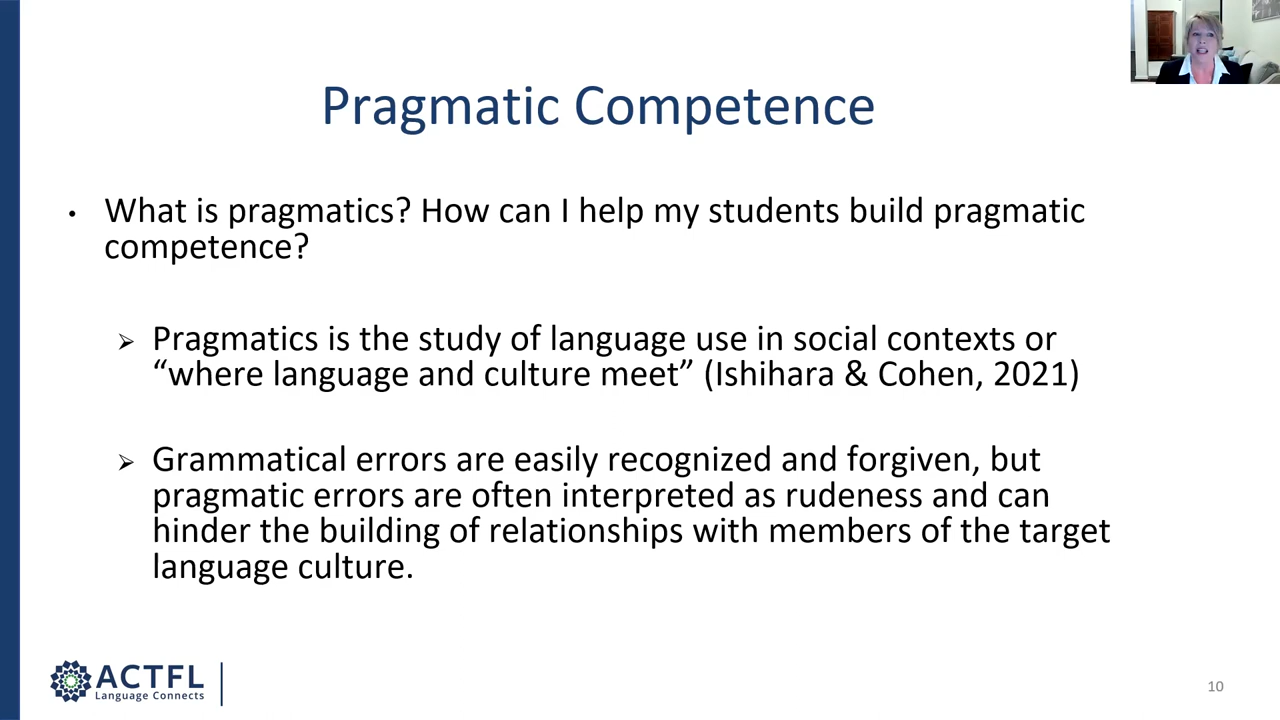 Pragmatic Competence
• What is pragmatics? How can I help my students build pragmatic
competence?
➢ Pragmatics is the study of language use in social contexts or
“where language and culture meet” (Ishihara & Cohen, 2021)
➢ Grammatical errors are easily recognized and forgiven, but
pragmatic errors are often interpreted as rudeness and can
hinder the building of relationships with members of the target
language culture.
ACTFL
Language Connects
10